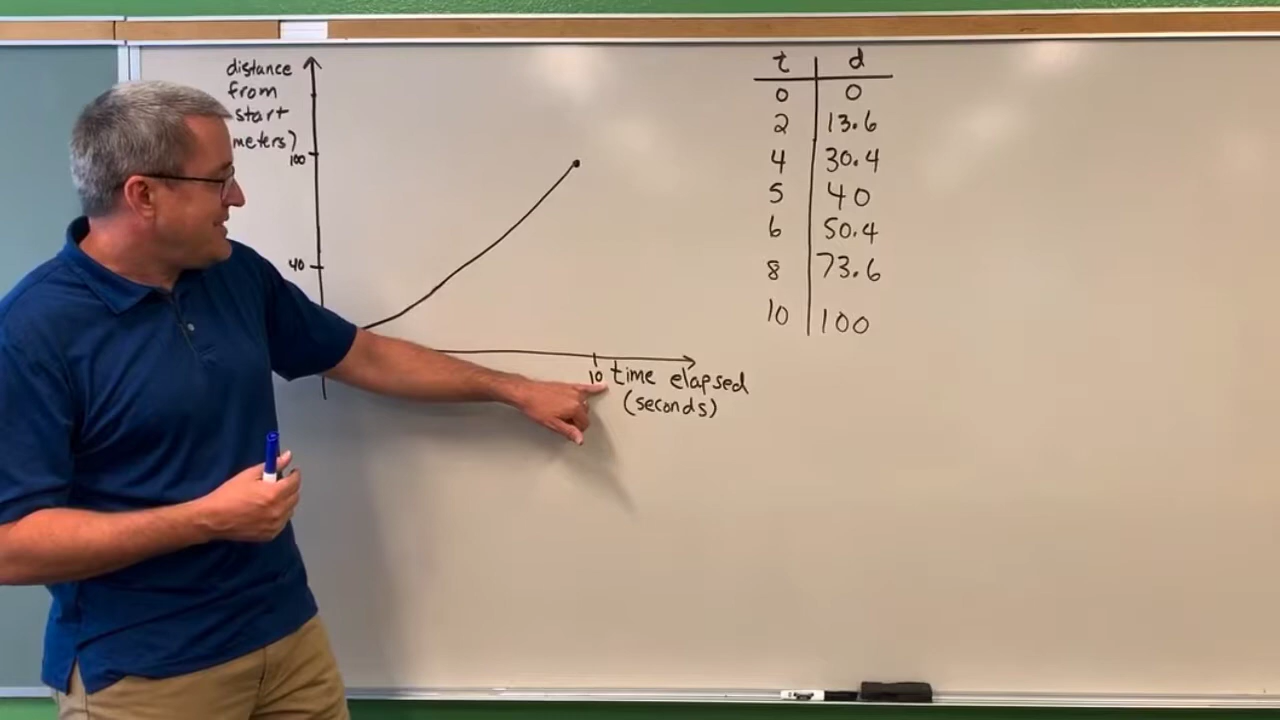 distance
from
start
meters)
100
40
10
time elapsed
(seconds)
t d
0 0
2 13.6
4 30.4
5 40
6 50.4
8 73.6
10 100